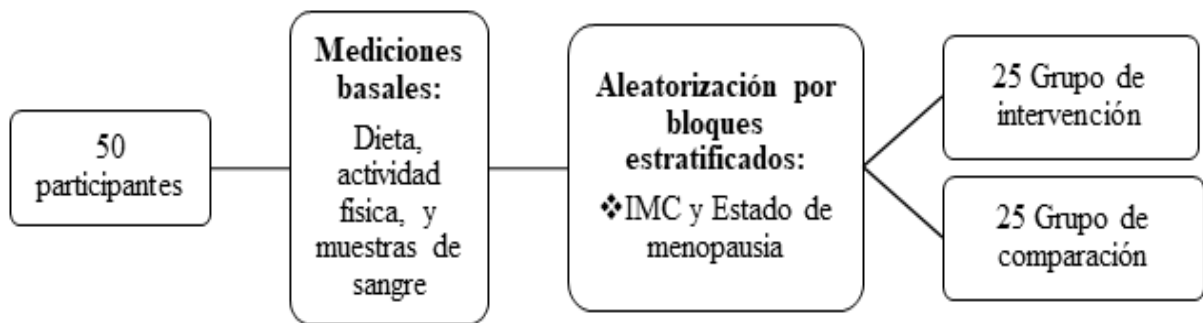 50
participantes
Mediciones
basales:
Dieta,
actividad
física, y
muestras de
sangre
Aleatorización por
bloques
estratificados:
❖IMC y Estado de
menopausia
25 Grupo de
intervención
25 Grupo de
comparación